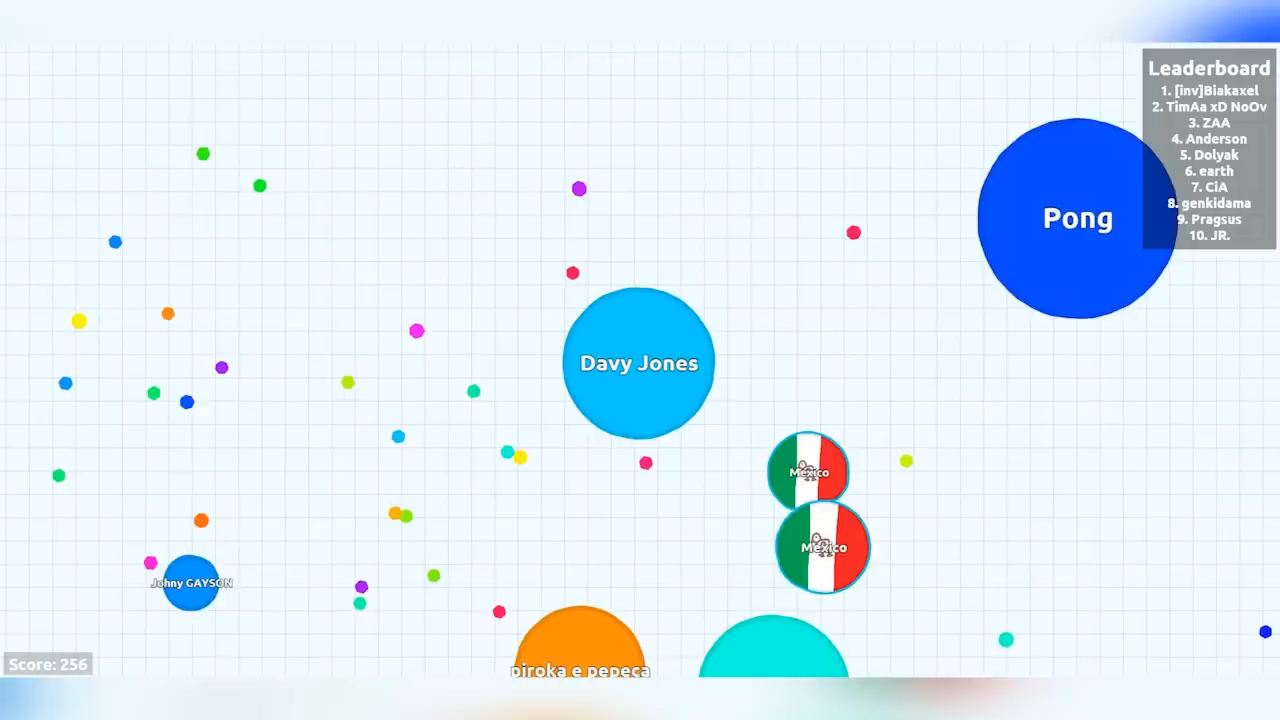 Leaderboard
1. [inv]Biakaxel
2. TimAa xD NoOv
3. ZAA
4. Anderson
5. Dolyak
6. earth
7. CiA
8. genkidama
9. Pragsus
10. JR.
Pong
Davy Jones
Mexico
Mexico
Johny GAYSON
piroka e pepeca
Score: 256